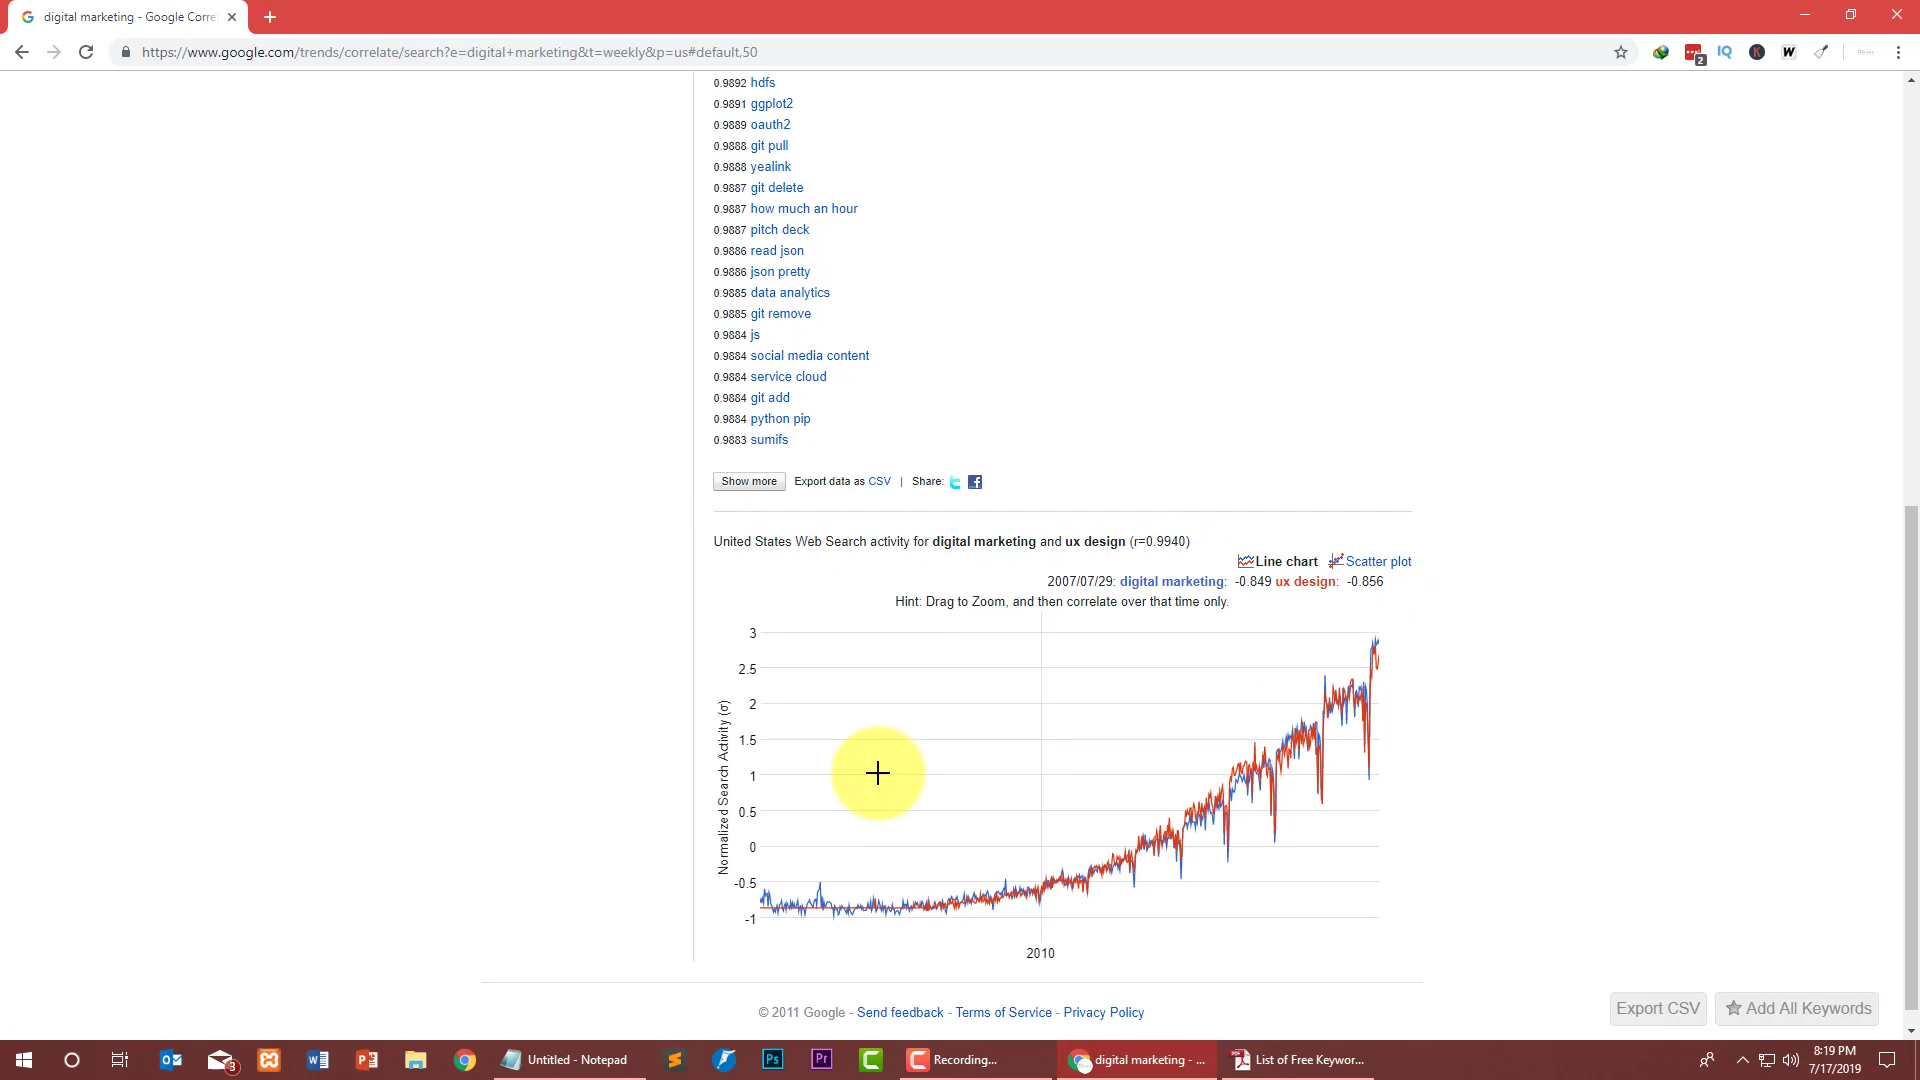 digital marketing - Google Corre
https://www.google.com/trends/correlate/search?e=digital+marketing&t=weekly&p=us#default,50
IQ
K
W
2
0.9892 hdfs
0.9891 ggplot2
0.9889 oauth2
0.9888 git pull
0.9888 yealink
0.9887 git delete
0.9887 how much an hour
0.9887 pitch deck
0.9886 read json
0.9886 json pretty
0.9885 data analytics
0.9885 git remove
0.9884 js
0.9884 social media content
0.9884 service cloud
0.9884 git add
0.9884 python pip
0.9883 sumifs
Show more Export data as CSV | Share:
United States Web Search activity for digital marketing and ux design (r=0.9940)
Line chart Scatter plot
2007/07/29: digital marketing: -0.849 ux design: -0.856
Hint: Drag to Zoom, and then correlate over that time only.
3
2.5
2
1.5
1
0.5
0
-0.5
-1
Normalized Search Activity (σ)
2010
© 2011 Google - Send feedback - Terms of Service - Privacy Policy
Export CSV
Add All Keywords
3
Untitled - Notepad
Ps
Pr
Recording...
digital marketing - ...
List of Free Keywor...
8:19 PM
7/17/2019